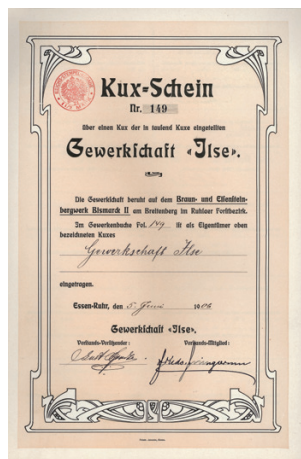 Kux-Schein
Nr. 149
über einen Kux der in tausend Kuxe eingeteilten
Gewerkschaft «Ilse».
Die Gewerkschaft beruht auf dem Braun- und Eisenstein-
bergwerk Bismarck II am Breitenberg im Ruhlaer Forstbezirk.
Im Gewerkenbuche Fol. 149 ist als Eigentümer oben
bezeichneten Kuxes
Gewerkschaft Ilse
eingetragen.
Essen-Ruhr, den 5. Juni 1906
Gewerkschaft «Ilse».
Vorstands-Vorsitzender: Vorstands-Mitglied: